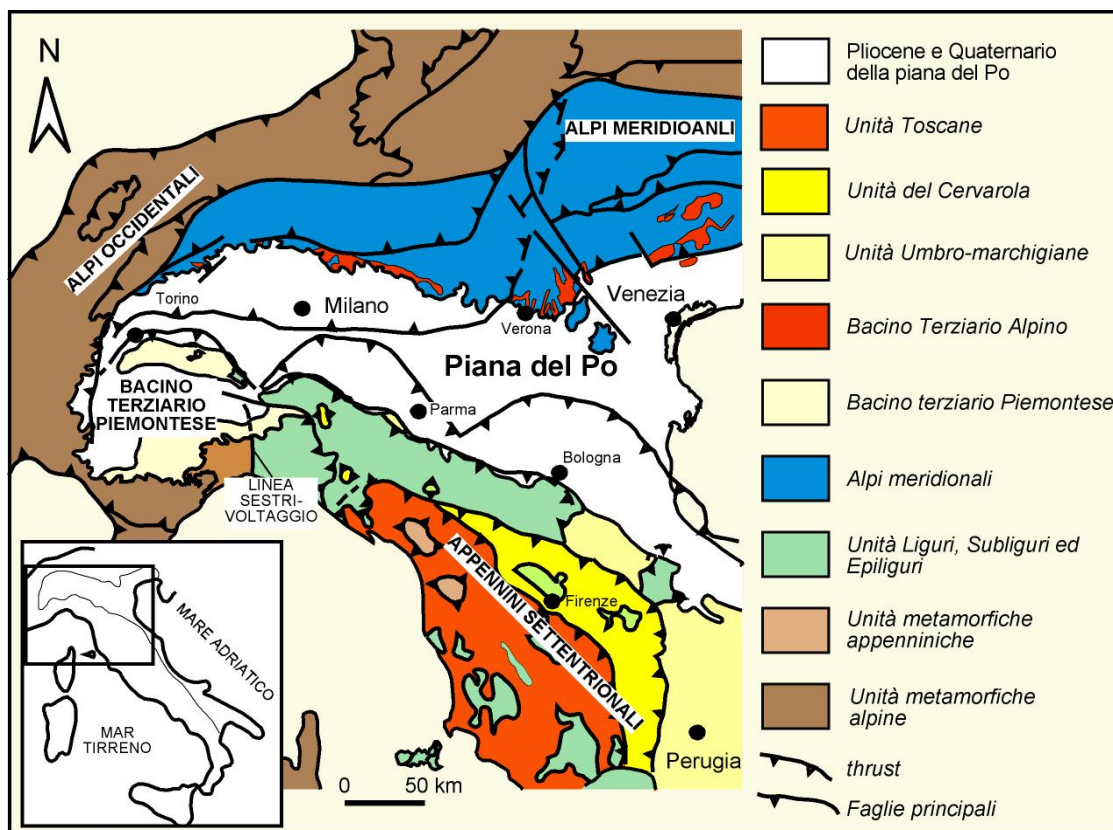 N
ALPI OCCIDENTALI
ALPI MERIDIOANLI
Torino
Milano
Verona
Venezia
Piana del Po
BACINO
TERZIARIO
PIEMONTESE
Parma
Bologna
LINEA
SESTRI-
VOLTAGGIO
APPENNINI SETTENTRIONALI
Firenze
Perugia
MARE ADRIATICO
MAR
TIRRENO
0 50 km
Pliocene e Quaternario
della piana del Po
Unità Toscane
Unità del Cervarola
Unità Umbro-marchigiane
Bacino Terziario Alpino
Bacino terziario Piemontese
Alpi meridionali
Unità Liguri, Subliguri ed
Epiliguri
Unità metamorfiche
appenniniche
Unità metamorfiche
alpine
thrust
Faglie principali